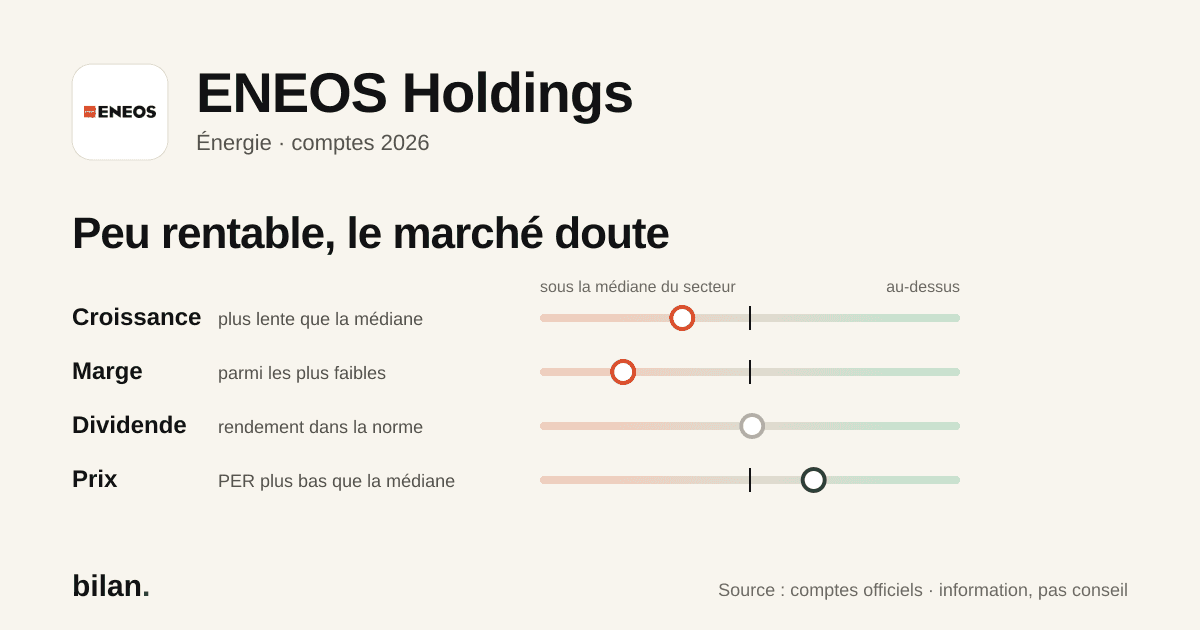 ENEOS
ENEOS Holdings
Énergie · comptes 2026
Peu rentable, le marché doute
sous la médiane du secteur au-dessus
Croissance plus lente que la médiane
Marge parmi les plus faibles
Dividende rendement dans la norme
Prix PER plus bas que la médiane
bilan.
Source : comptes officiels · information, pas conseil